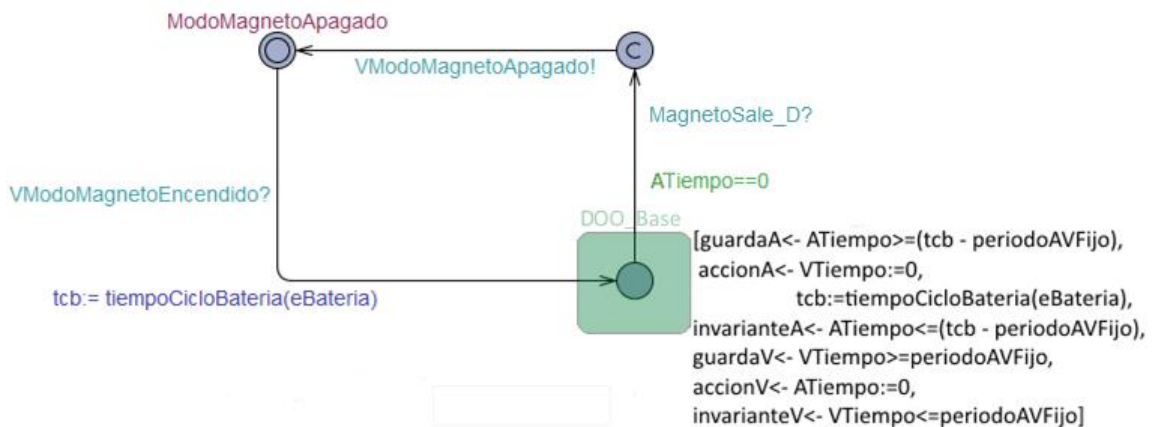 ModoMagnetoApagado
C
VModoMagnetoApagado!
MagnetoSale_D?
VModoMagnetoEncendido?
ATiempo==0
DOO_Base
[guardaA<- ATiempo>=(tcb - periodoAVFijo),
accionA<- VTiempo:=0,
tcb:=tiempoCicloBateria(eBateria),
invarianteA<- ATiempo<=(tcb - periodoAVFijo),
guardaV<- VTiempo>=periodoAVFijo,
accionV<- ATiempo:=0,
invarianteV<- VTiempo<=periodoAVFijo]
tcb:= tiempoCicloBateria(eBateria)